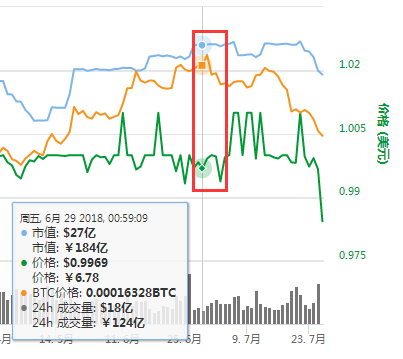 1.02
1.005
0.99
0.975
价格 (美元)
周五, 6月 29 2018, 00:59:09
市值: $27亿
市值: ￥184亿
价格: $0.9969
价格: ￥6.78
BTC价格: 0.00016328BTC
24h 成交量: $18亿
24h 成交量: ￥124亿
11. 6月
25. 6月
9. 7月
23. 7月